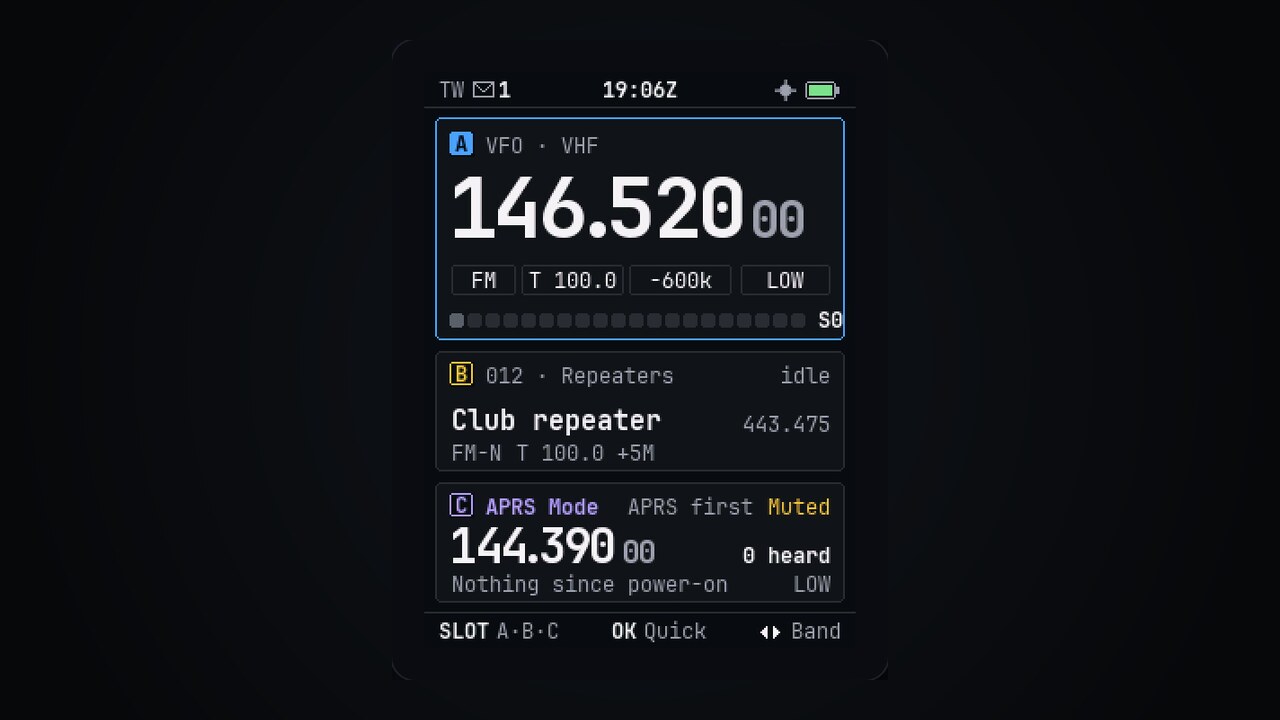 TW 1 19:06Z
A VFO · VHF
146.520 00
FM T 100.0 -600k LOW
S0
B 012 · Repeaters idle
Club repeater 443.475
FM-N T 100.0 +5M
C APRS Mode APRS first Muted
144.390 00 0 heard
Nothing since power-on LOW
SLOT A·B·C OK Quick Band